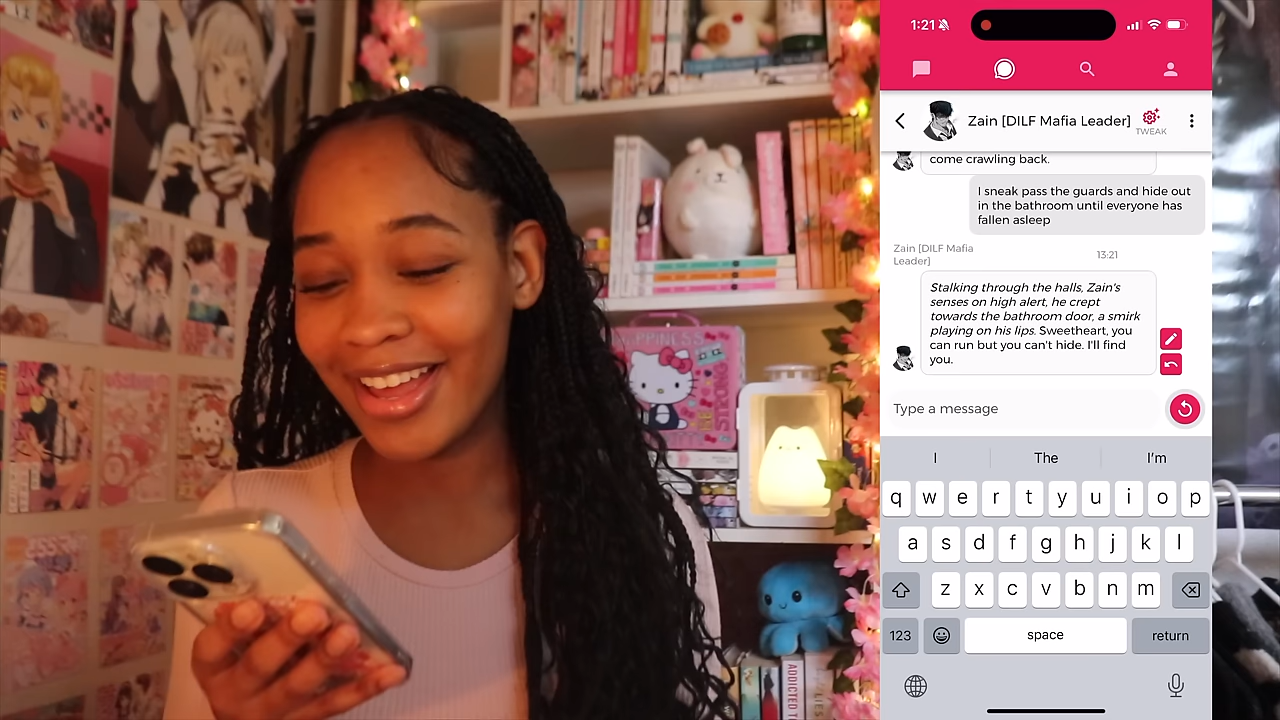 1:21
Zain [DILF Mafia Leader]
TWEAK
come crawling back.
I sneak pass the guards and hide out
in the bathroom until everyone has
fallen asleep
Zain [DILF Mafia
Leader]
13:21
Stalking through the halls, Zain's
senses on high alert, he crept
towards the bathroom door, a smirk
playing on his lips. Sweetheart, you
can run but you can't hide. I'll find
you.
Type a message
I
The
I'm
q w e r t y u i o p
a s d f g h j k l
z x c v b n m
123
space
return
HAPPINESS
STRONG
ADDICTED T